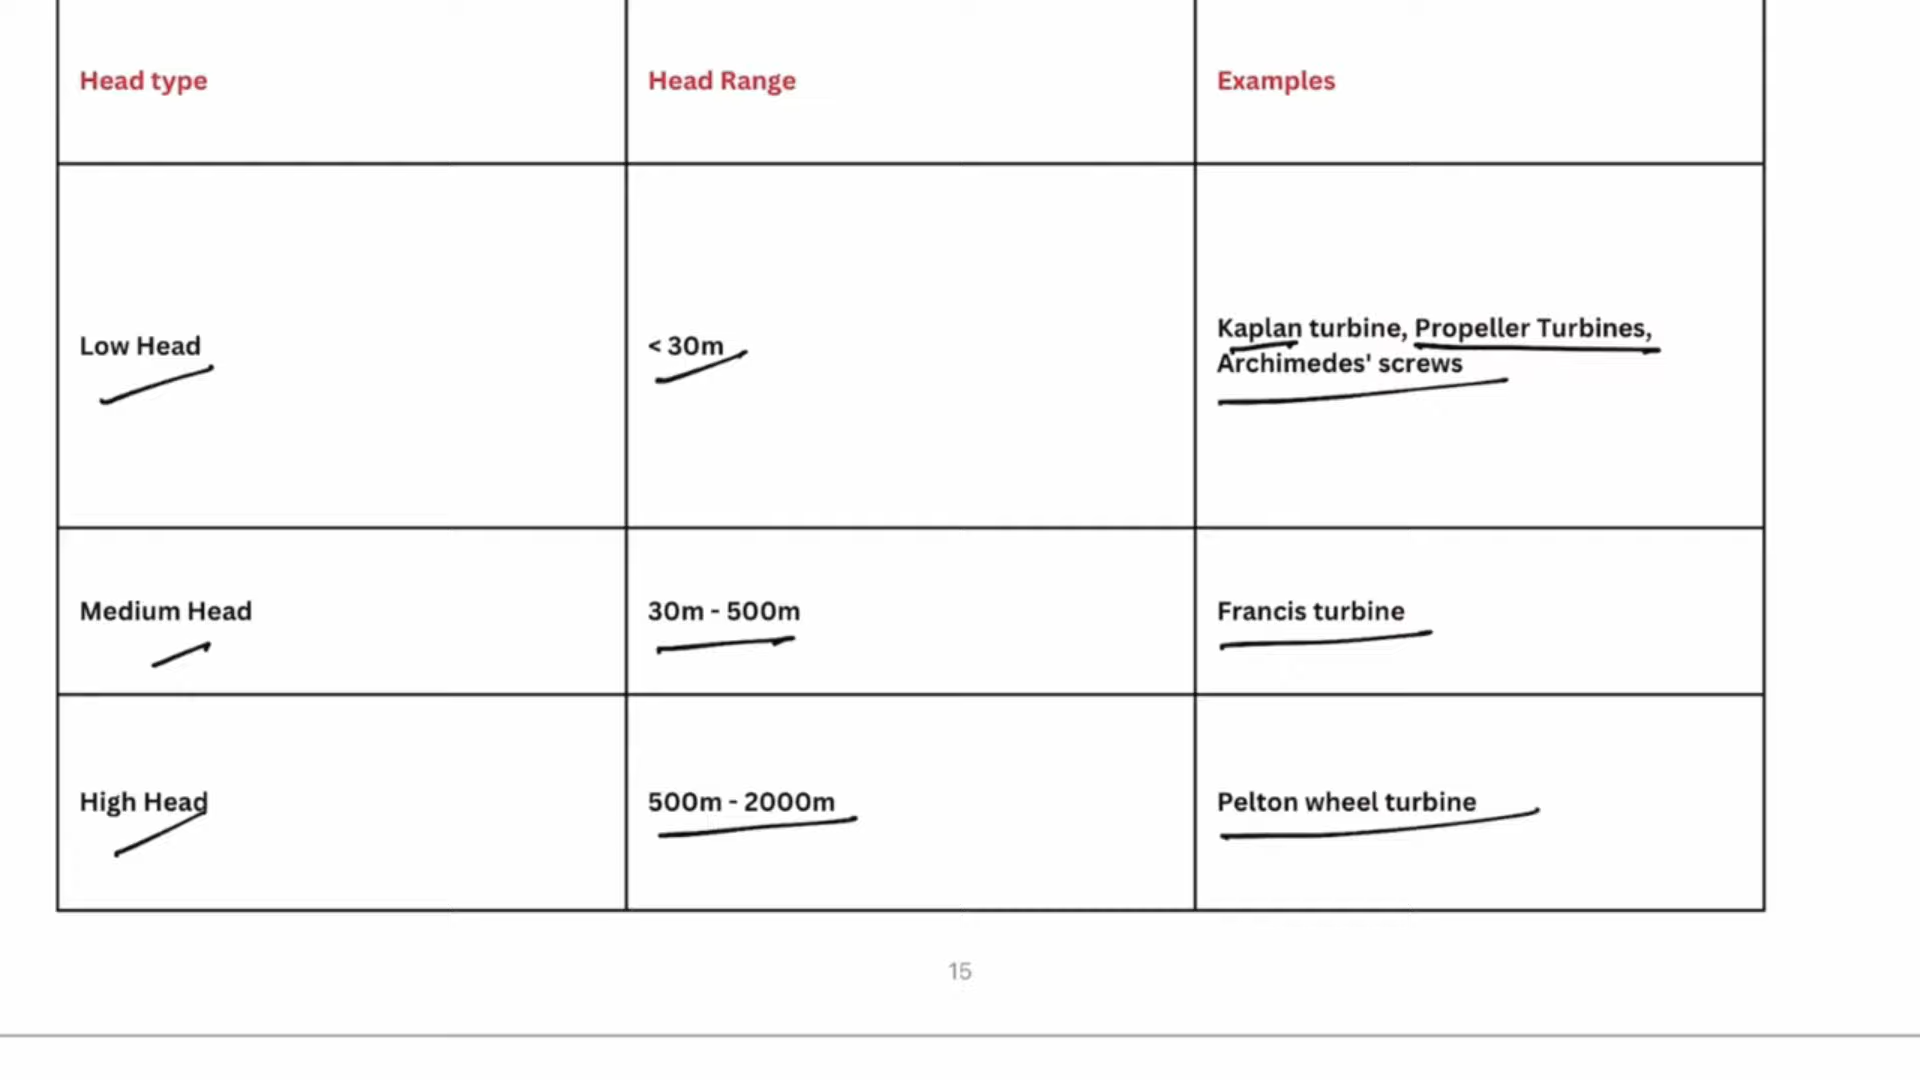 Head type
Head Range
Examples
Low Head
< 30m
Kaplan turbine, Propeller Turbines,
Archimedes' screws
Medium Head
30m - 500m
Francis turbine
High Head
500m - 2000m
Pelton wheel turbine
15